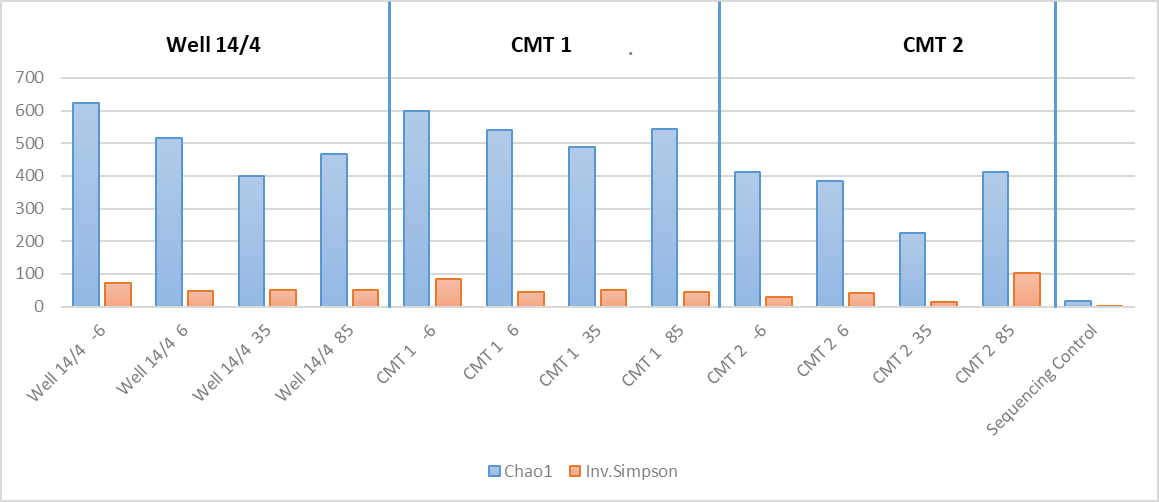 Well 14/4 CMT 1 . CMT 2
700
600
500
400
300
200
100
0
Well 14/4 -6
Well 14/4 6
Well 14/4 35
Well 14/4 85
CMT 1 -6
CMT 1 6
CMT 1 35
CMT 1 85
CMT 2 -6
CMT 2 6
CMT 2 35
CMT 2 85
Sequencing Control
Chao1 Inv.Simpson